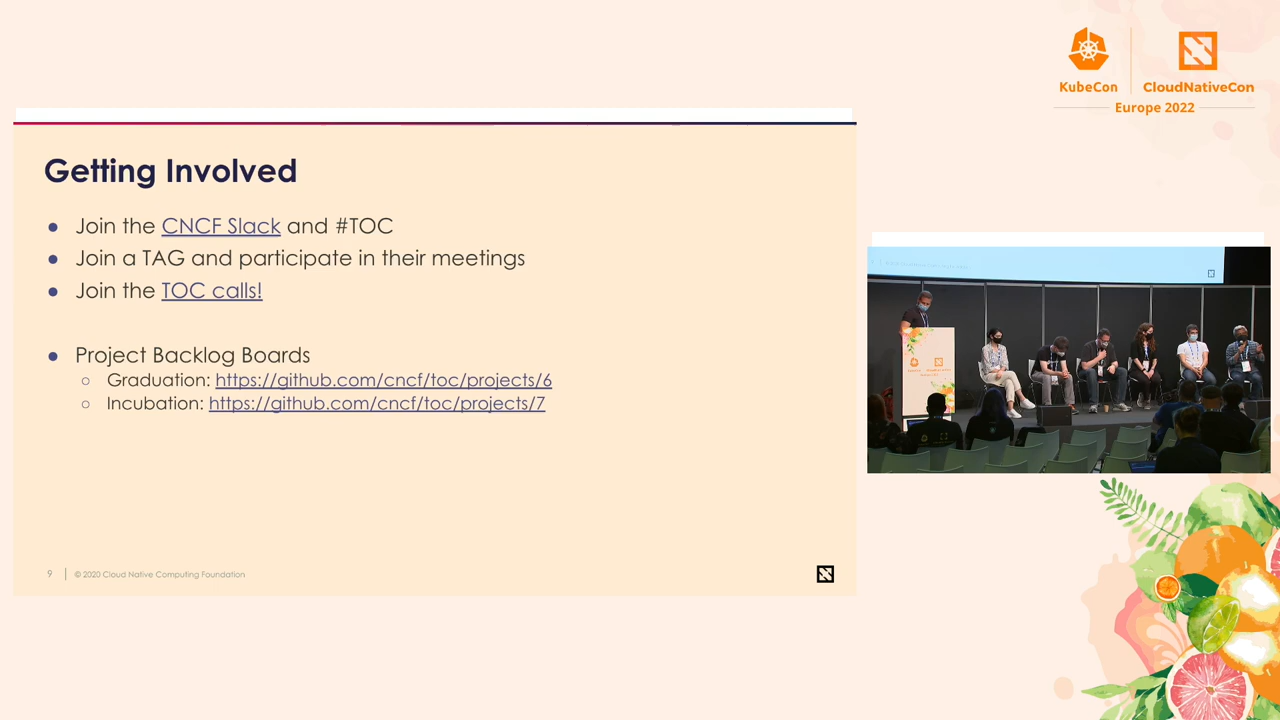 KubeCon
CloudNativeCon
Europe 2022
Getting Involved
● Join the CNCF Slack and #TOC
● Join a TAG and participate in their meetings
● Join the TOC calls!
● Project Backlog Boards
○ Graduation: https://github.com/cncf/toc/projects/6
○ Incubation: https://github.com/cncf/toc/projects/7
9 | © 2020 Cloud Native Computing Foundation